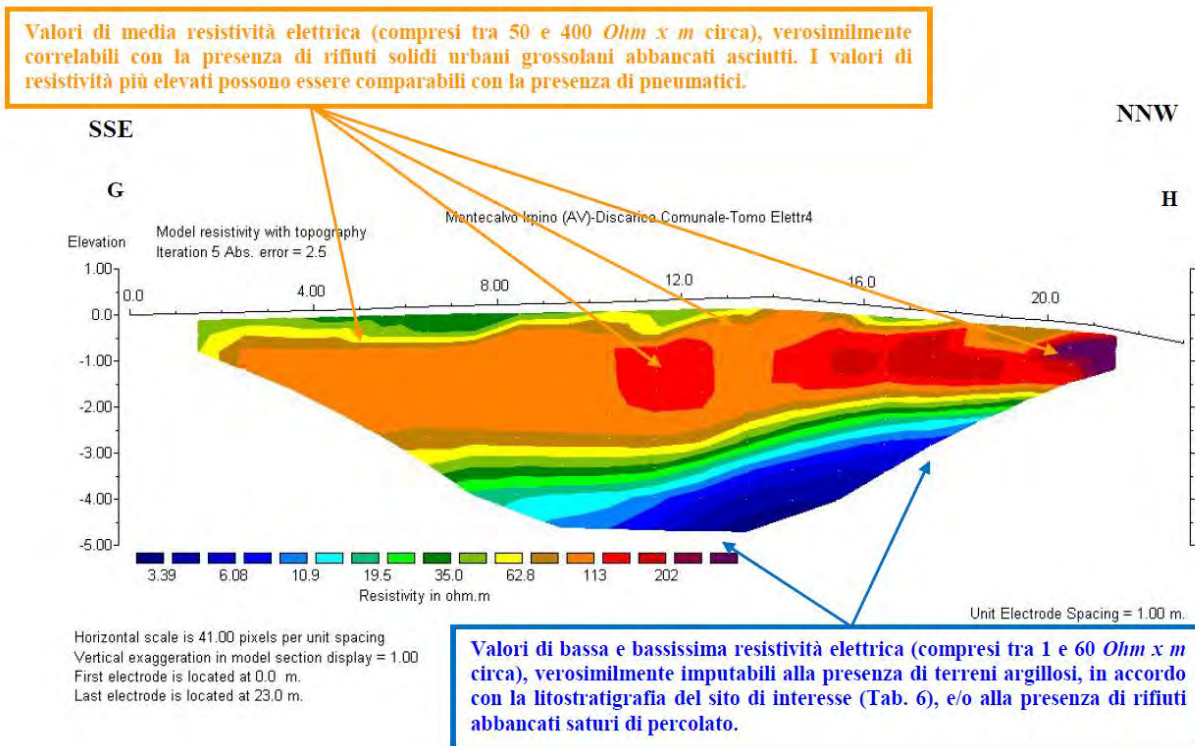 Valori di media resistività elettrica (compresi tra 50 e 400 Ohm x m circa), verosimilmente
correlabili con la presenza di rifiuti solidi urbani grossolani abbancati asciutti. I valori di
resistività più elevati possono essere comparabili con la presenza di pneumatici.
SSE
NNW
G
H
Montecalvo Irpino (AV)-Discarica Comunale-Tomo Elettr4
Model resistivity with topography
Elevation
Iteration 5 Abs. error = 2.5
1.00
0.0
-1.00
-2.00
-3.00
-4.00
-5.00
0.0 4.00 8.00 12.0 16.0 20.0
3.39 6.08 10.9 19.5 35.0 62.8 113 202
Resistivity in ohm.m
Unit Electrode Spacing = 1.00 m.
Horizontal scale is 41.00 pixels per unit spacing
Vertical exaggeration in model section display = 1.00
First electrode is located at 0.0 m.
Last electrode is located at 23.0 m.
Valori di bassa e bassissima resistività elettrica (compresi tra 1 e 60 Ohm x m
circa), verosimilmente imputabili alla presenza di terreni argillosi, in accordo
con la litostratigrafia del sito di interesse (Tab. 6), e/o alla presenza di rifiuti
abbancati saturi di percolato.